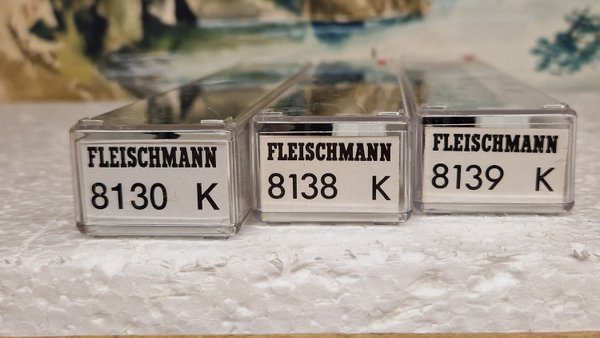 FLEISCHMANN
8130 K
FLEISCHMANN
8138 K
FLEISCHMANN
8139 K